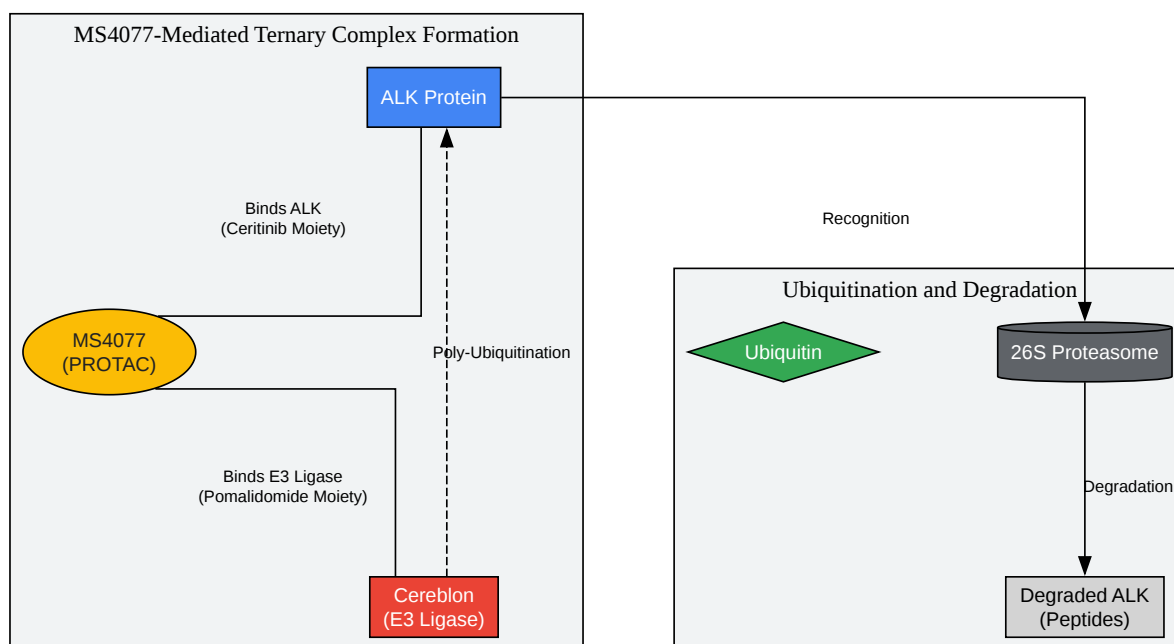 MS4077-Mediated Ternary Complex Formation
ALK Protein
Binds ALK
(Ceritinib Moiety)
Recognition
Ubiquitination and Degradation
MS4077
(PROTAC)
Poly-Ubiquitination
Ubiquitin
26S Proteasome
Binds E3 Ligase
(Pomalidomide Moiety)
Degradation
Cereblon
(E3 Ligase)
Degraded ALK
(Peptides)